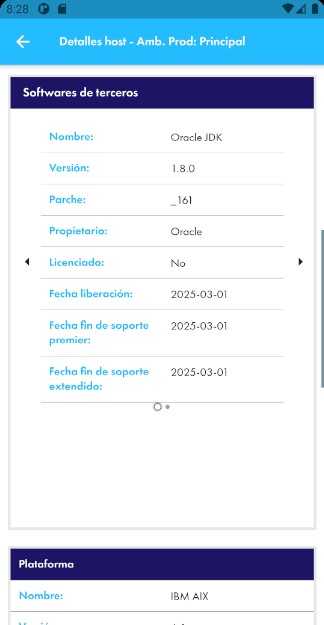 8:28
Detalles host - Amb. Prod: Principal
Softwares de terceros
Nombre: Oracle JDK
Versión: 1.8.0
Parche: _161
Propietario: Oracle
Licenciado: No
Fecha liberación: 2025-03-01
Fecha fin de soporte 2025-03-01
premier:
Fecha fin de soporte 2025-03-01
extendido:
Plataforma
Nombre: IBM AIX